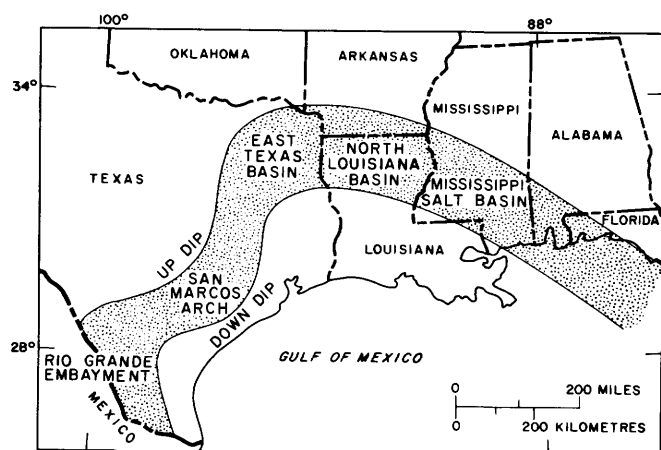 100°
88°
OKLAHOMA
ARKANSAS
34°
MISSISSIPPI
ALABAMA
EAST
TEXAS
BASIN
NORTH
LOUISIANA
BASIN
TEXAS
MISSISSIPPI
SALT BASIN
FLORIDA
UP DIP
LOUISIANA
SAN
MARCOS
ARCH
DOWN DIP
28°
RIO GRANDE
EMBAYMENT
GULF OF MEXICO
MEXICO
0 200 MILES
0 200 KILOMETRES